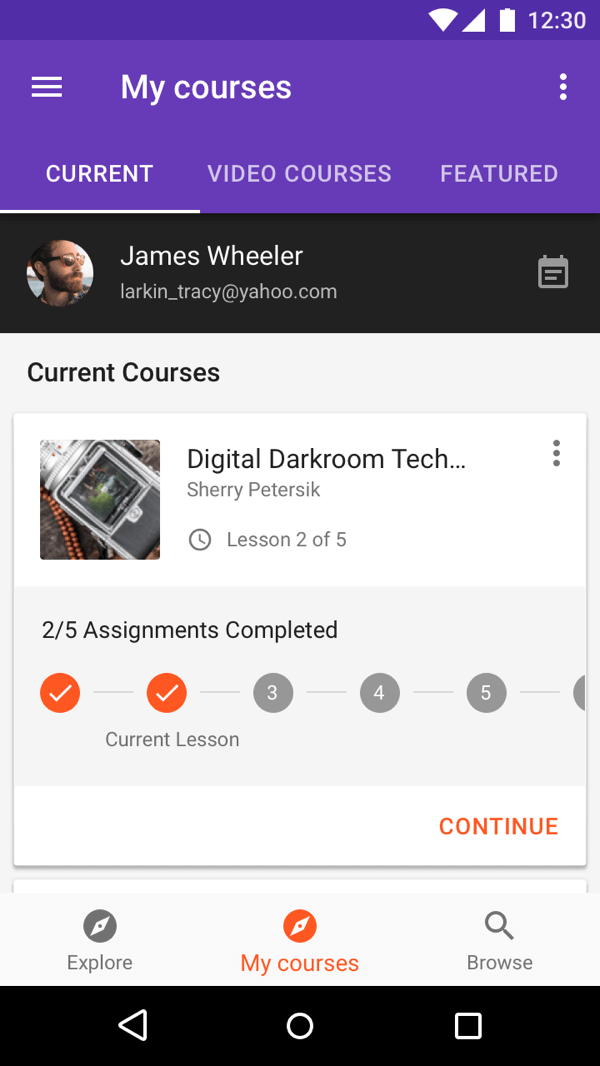 12:30
My courses
CURRENT VIDEO COURSES FEATURED
James Wheeler
larkin_tracy@yahoo.com
Current Courses
Digital Darkroom Tech...
Sherry Petersik
Lesson 2 of 5
2/5 Assignments Completed
3 4 5
Current Lesson
CONTINUE
Explore My courses Browse